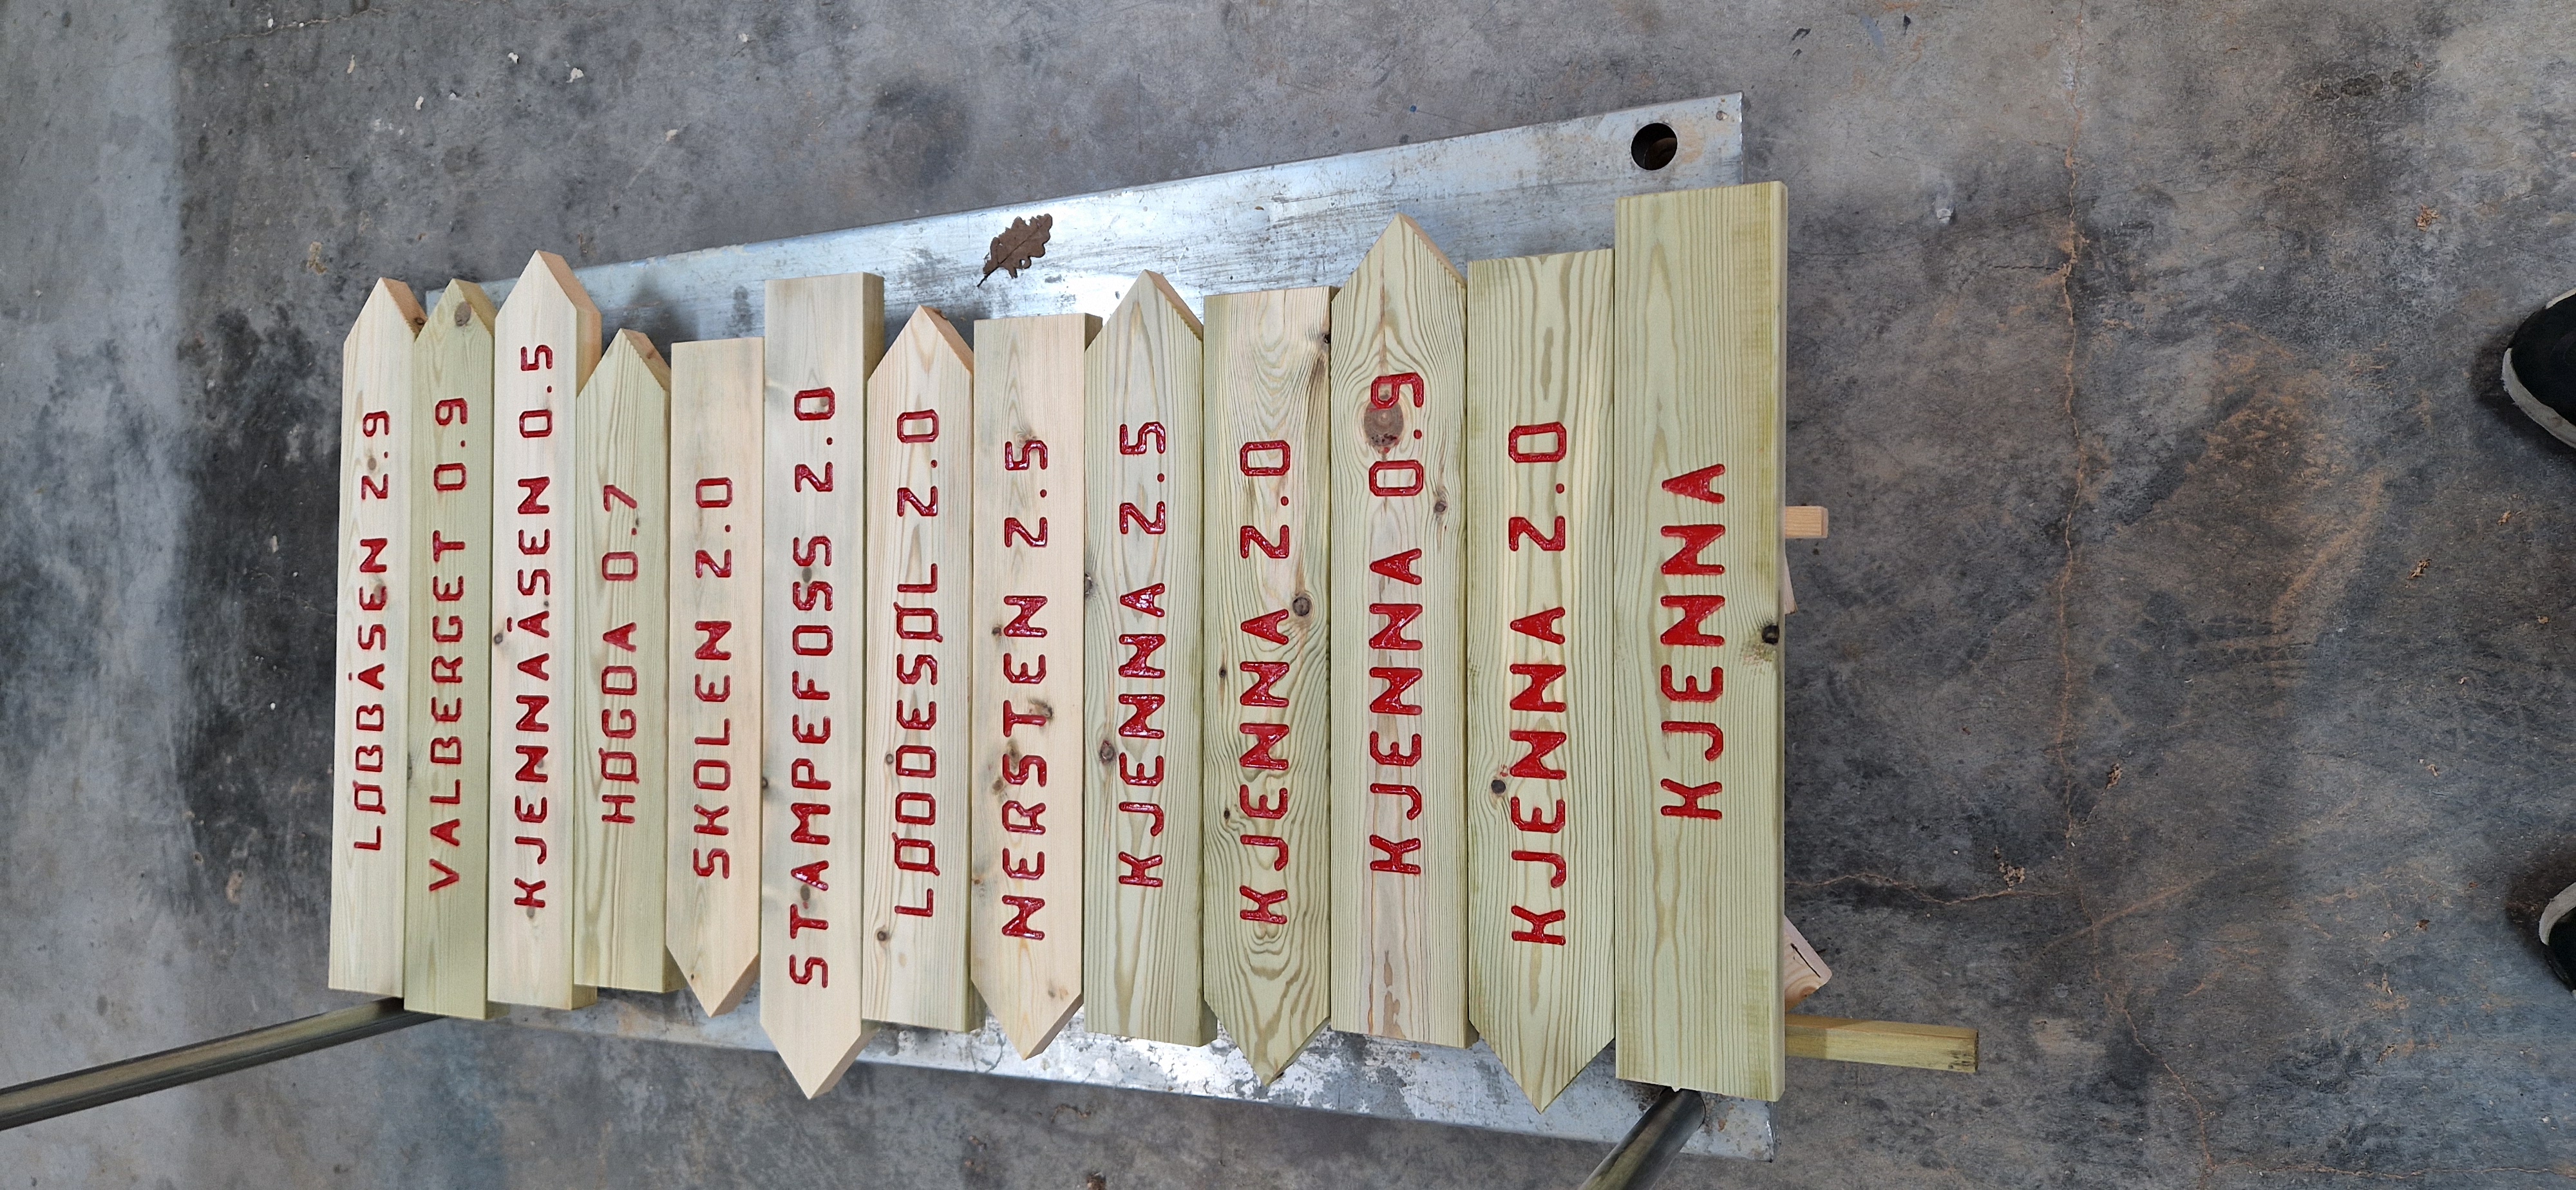 LØBBÅSEN 2.9
VALBERGET 0.9
KJENNAÅSEN 0.5
HØGDA 0.7
SKOLEN 2.0
STAMPEFOSS 2.0
LØDESØL 2.0
NERSTEN 2.5
KJENNA 2.5
KJENNA 2.0
KJENNA 0.9
KJENNA 2.0
KJENNA